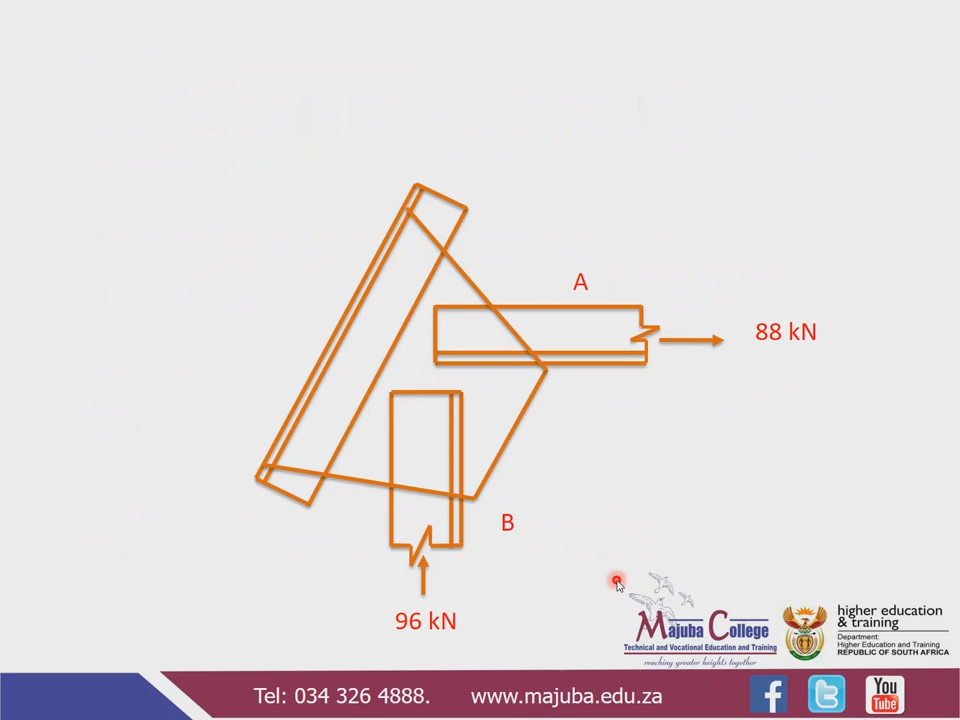 A
88 kN
B
96 kN
Majuba College
Technical and Vocational Education and Training
reaching greater heights together
higher education
& training
Department:
Higher Education and Training
REPUBLIC OF SOUTH AFRICA
Tel: 034 326 4888. www.majuba.edu.za
f
You
Tube